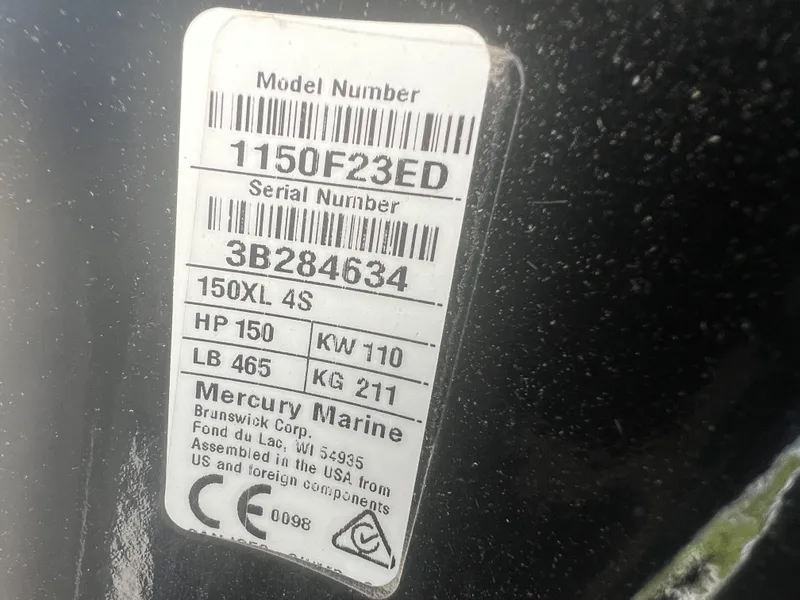 Model Number
1150F23ED
Serial Number
3B284634
150XL 4S
HP 150 KW 110
LB 465 KG 211
Mercury Marine
Brunswick Corp.
Fond du Lac, WI 54935
Assembled in the USA from
US and foreign components
CE 0098